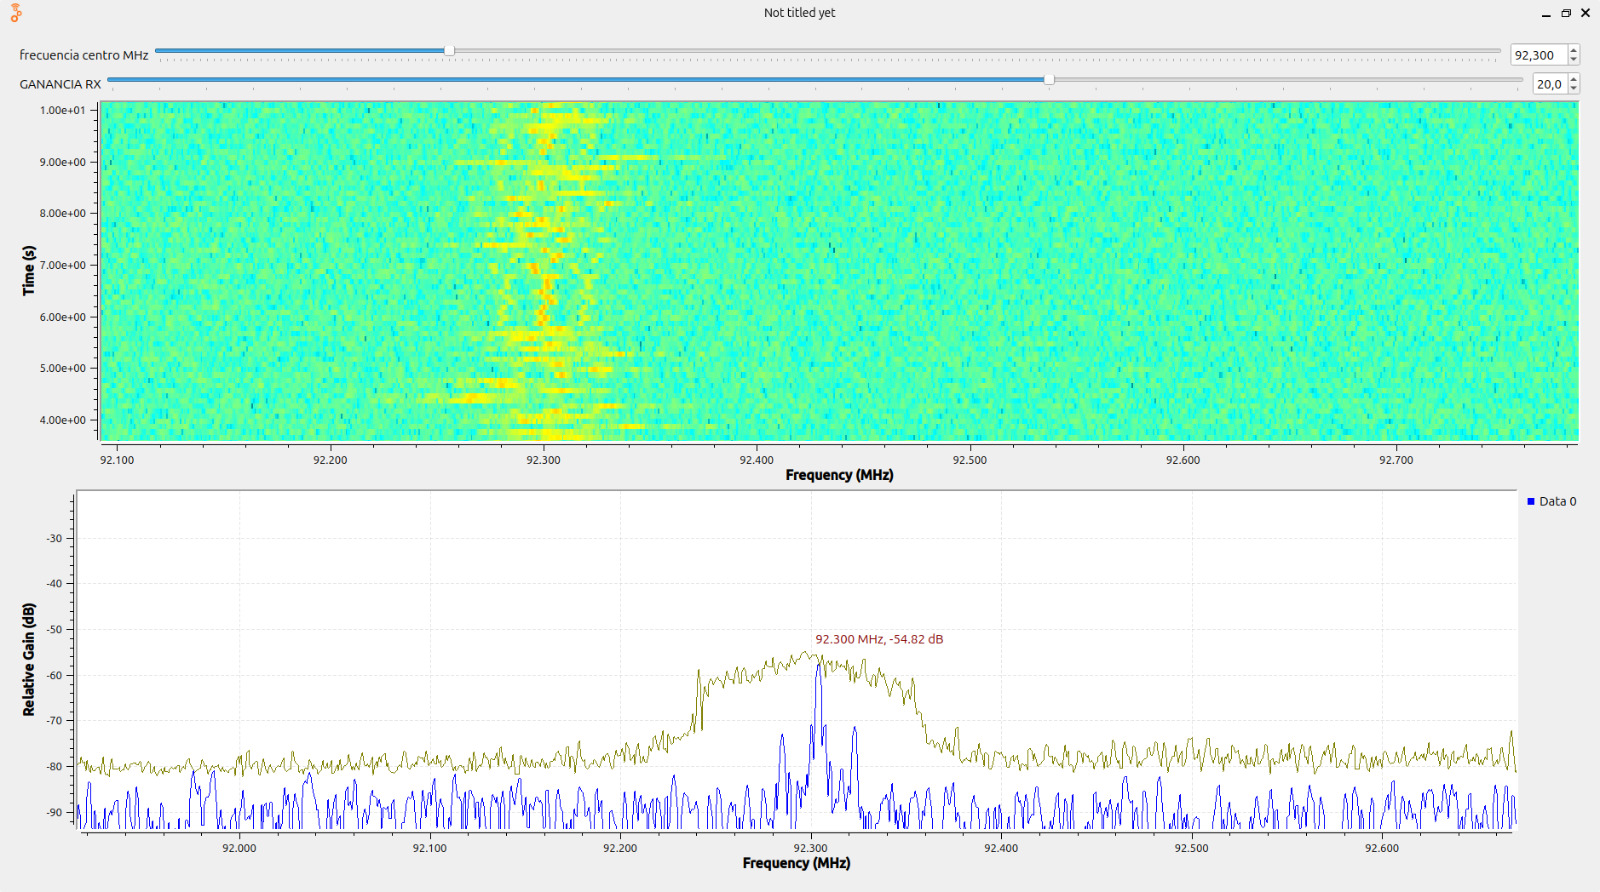 Not titled yet
frecuencia centro MHz
92,300
GANANCIA RX
20,0
1.00e+01
9.00e+00
8.00e+00
7.00e+00
6.00e+00
5.00e+00
4.00e+00
Time (s)
92.100 92.200 92.300 92.400 92.500 92.600 92.700
Frequency (MHz)
Data 0
-30
-40
-50
-60
-70
-80
-90
Relative Gain (dB)
92.300 MHz, -54.82 dB
92.000 92.100 92.200 92.300 92.400 92.500 92.600
Frequency (MHz)